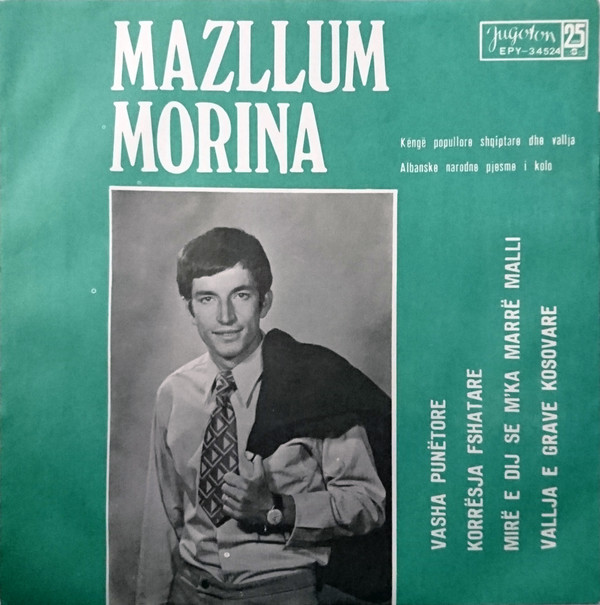 MAZLLUM
MORINA
Jugoton
EPY-34524
25
S
Këngë popullore shqiptare dhe vallja
Albanske narodne pjesme i kolo
VASHA PUNËTORE
KORRËSJA FSHATARE
MIRË E DIJ SE M'KA MARRË MALLI
VALLJA E GRAVE KOSOVARE